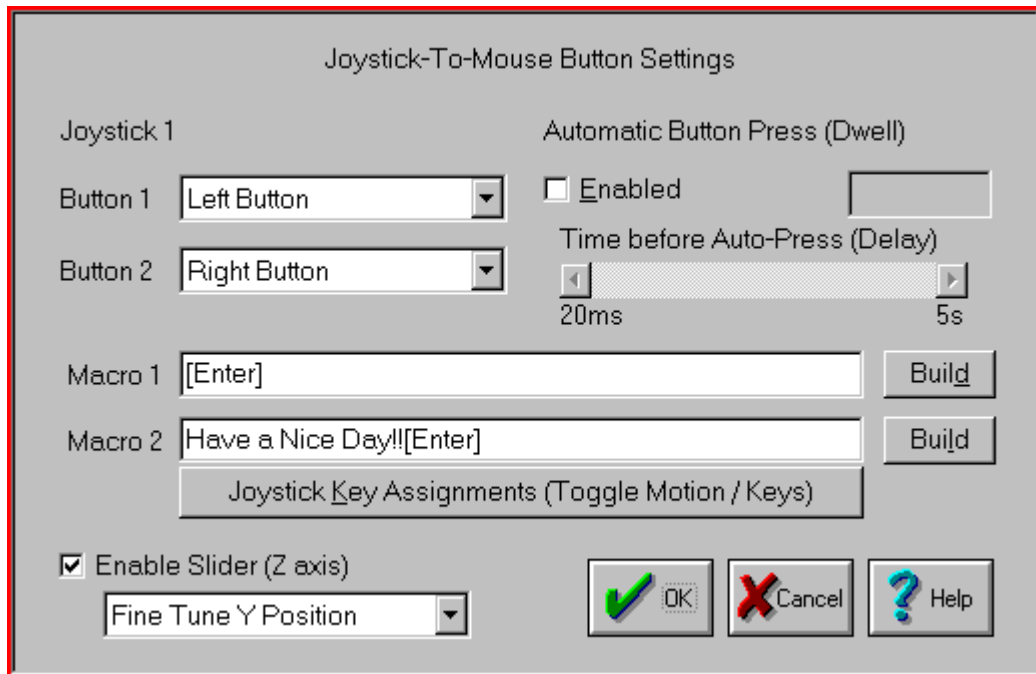 Joystick-To-Mouse Button Settings
Joystick 1
Automatic Button Press (Dwell)
Button 1 Left Button
Enabled
Button 2 Right Button
Time before Auto-Press (Delay)
20ms 5s
Macro 1 [Enter] Build
Macro 2 Have a Nice Day!![Enter] Build
Joystick Key Assignments (Toggle Motion / Keys)
Enable Slider (Z axis)
Fine Tune Y Position
OK Cancel Help